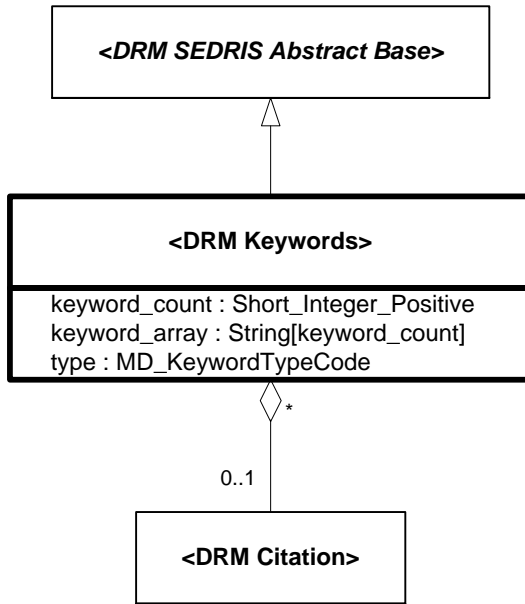 <DRM SEDRIS Abstract Base>
<DRM Keywords>
keyword_count : Short_Integer_Positive
keyword_array : String[keyword_count]
type : MD_KeywordTypeCode
*
0..1
<DRM Citation>